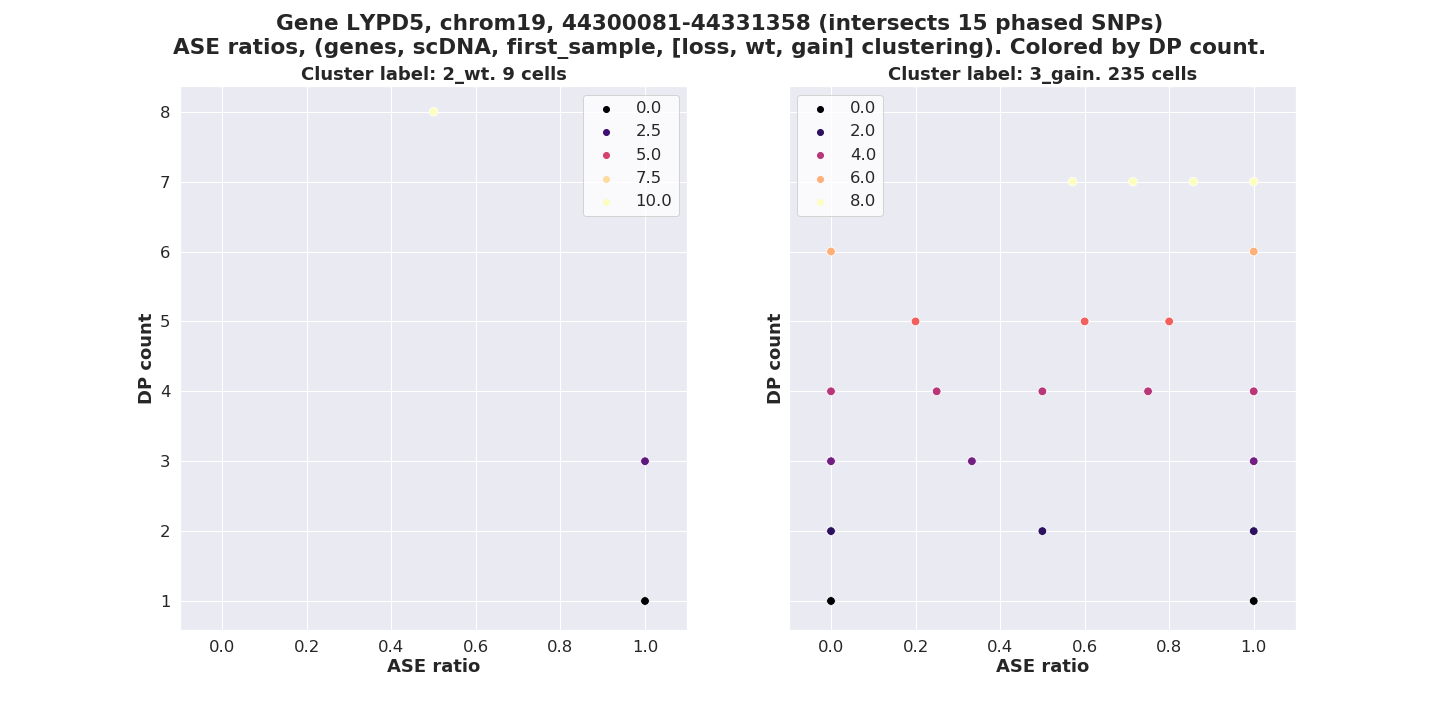 Gene LYPD5, chrom19, 44300081-44331358 (intersects 15 phased SNPs)
ASE ratios, (genes, scDNA, first_sample, [loss, wt, gain] clustering). Colored by DP count.
Cluster label: 2_wt. 9 cells
8
7
6
5
4
3
2
1
DP count
0.0
2.5
5.0
7.5
10.0
0.0 0.2 0.4 0.6 0.8 1.0
ASE ratio
Cluster label: 3_gain. 235 cells
DP count
0.0
2.0
4.0
6.0
8.0
0.0 0.2 0.4 0.6 0.8 1.0
ASE ratio